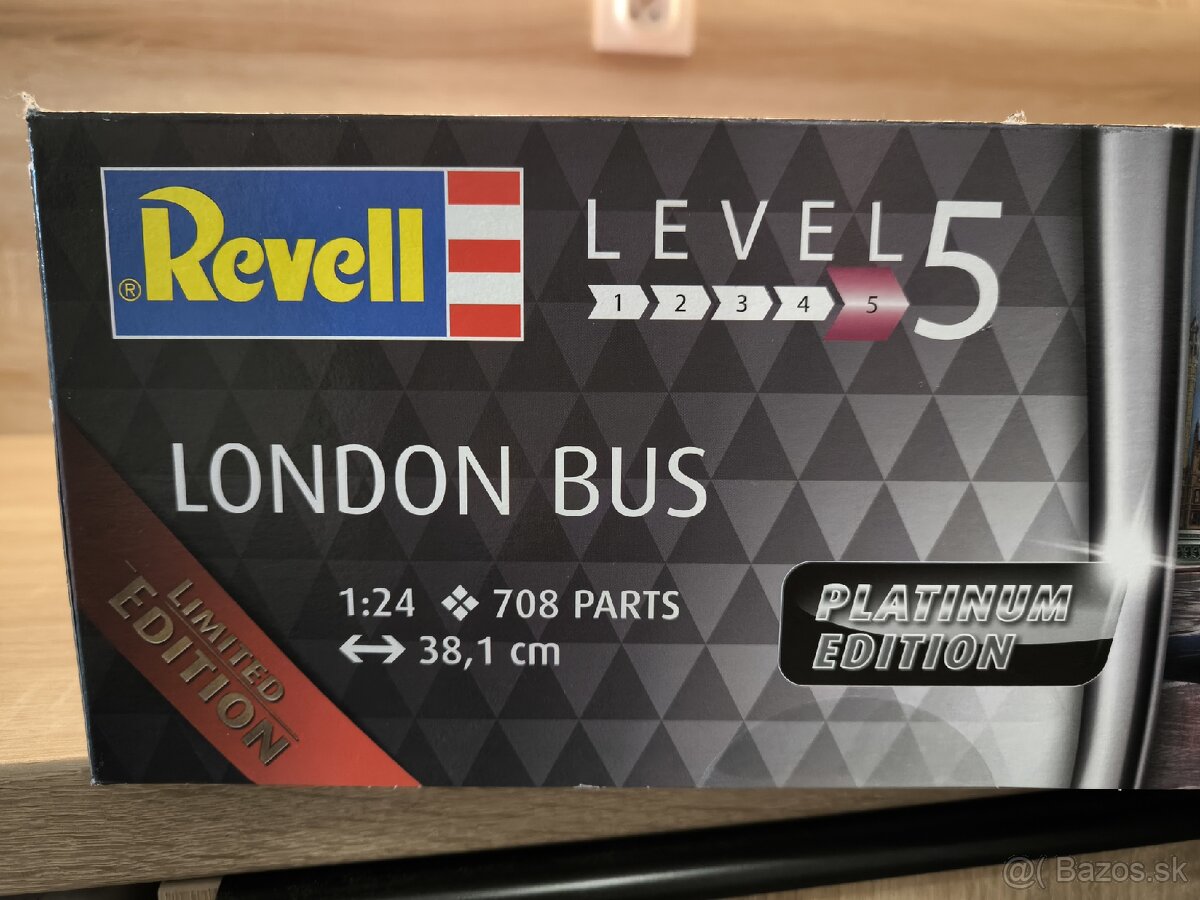 ® Revell
LEVEL 5
1 2 3 4 5
LONDON BUS
1:24 ❖ 708 PARTS
↔ 38,1 cm
LIMITED
EDITION
PLATINUM
EDITION
@( Bazos.sk